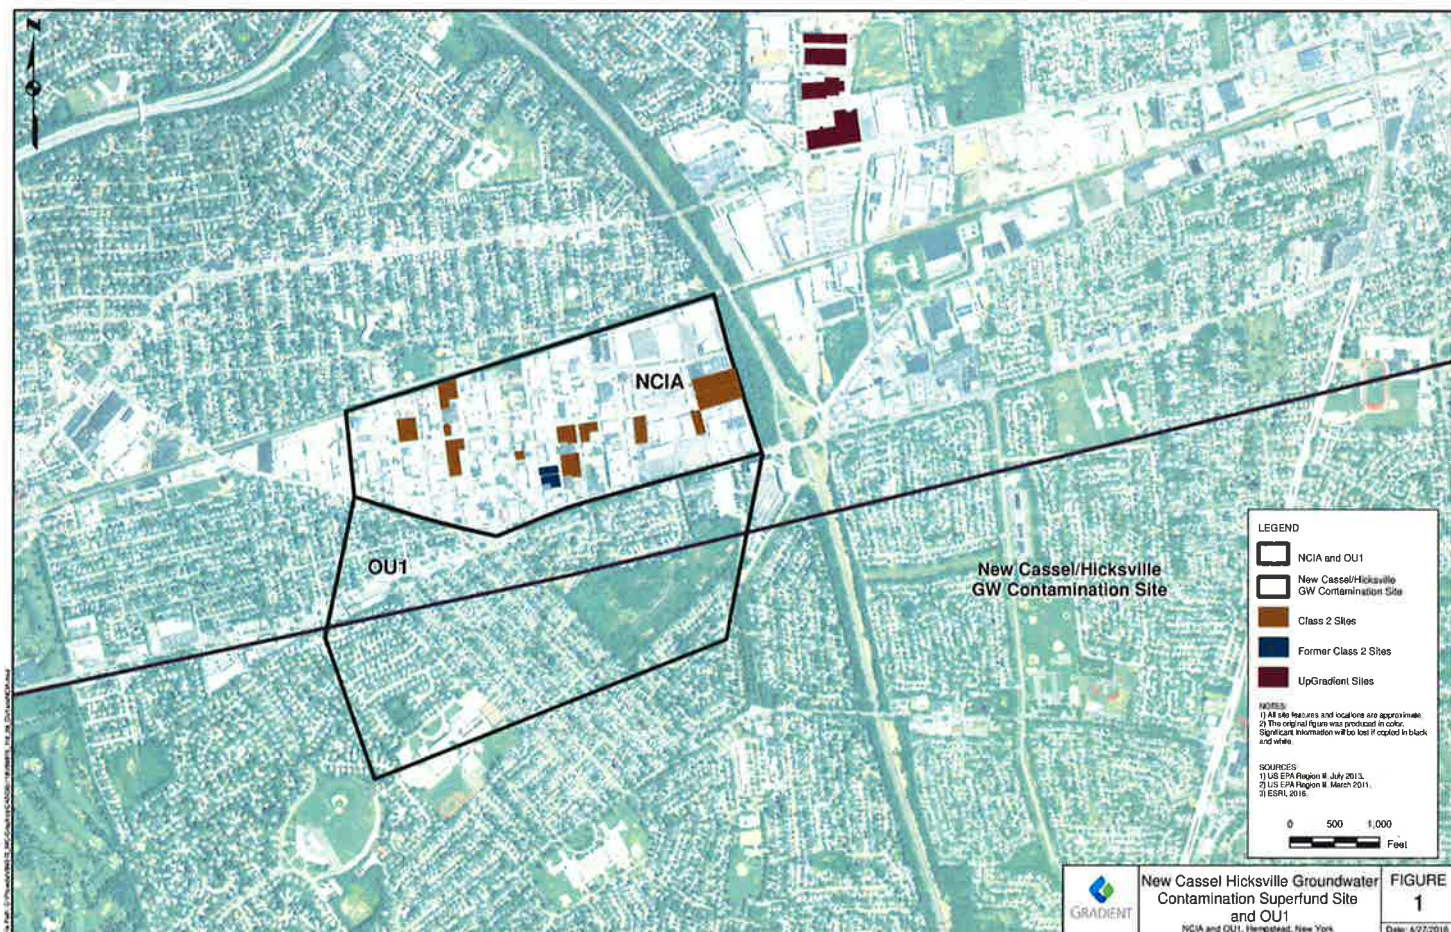 N
NCIA
OU1
New Cassel/Hicksville
GW Contamination Site
LEGEND
NCIA and OU1
New Cassel/Hicksville
GW Contamination Site
Class 2 Sites
Former Class 2 Sites
UpGradient Sites
NOTES:
1) All site features and locations are approximate.
2) The original figure was produced in color.
Significant information will be lost if copied in black
and white.
SOURCES:
1) US EPA Region II, July 2013.
2) US EPA Region II, March 2011.
3) ESRI, 2016.
0 500 1,000
Feet
GRADIENT
New Cassel Hicksville Groundwater
Contamination Superfund Site
and OU1
NCIA and OU1, Hempstead, New York
FIGURE
1
Date: 4/27/2016